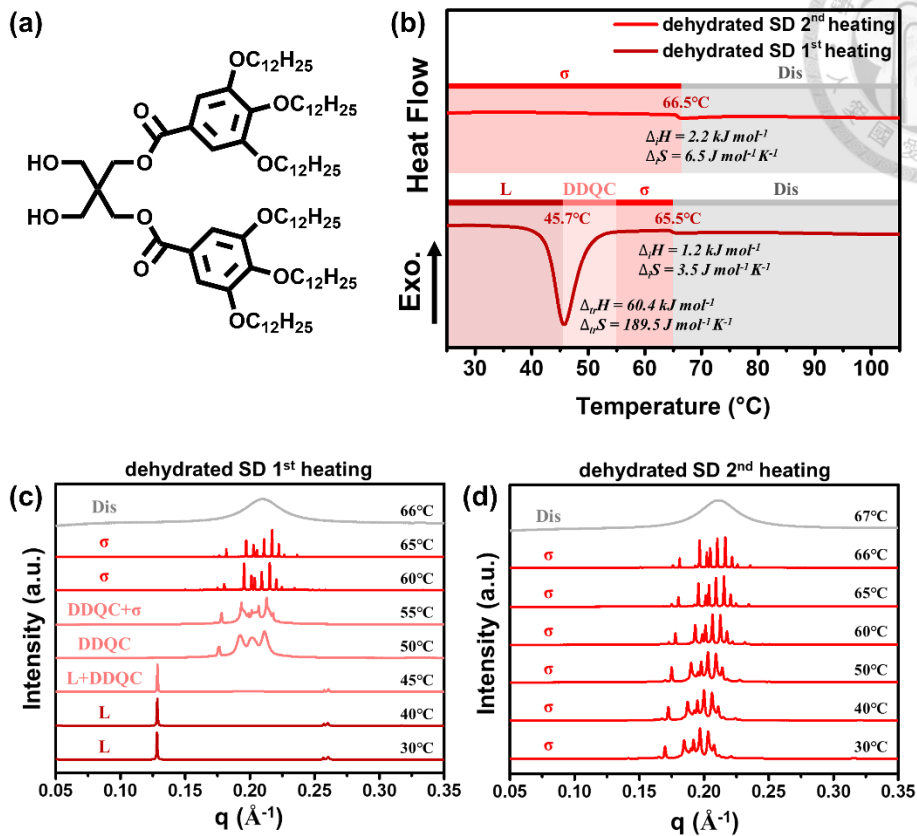 (a)
OC₁₂H₂₅
OC₁₂H₂₅
O
O
OC₁₂H₂₅
HO
HO
O
OC₁₂H₂₅
O
OC₁₂H₂₅
OC₁₂H₂₅
(b)
dehydrated SD 2ⁿᵈ heating
dehydrated SD 1ˢᵗ heating
σ Dis
66.5°C
ΔᵢH = 2.2 kJ mol⁻¹
ΔᵢS = 6.5 J mol⁻¹ K⁻¹
L DDQC σ Dis
45.7°C 65.5°C
ΔᵢH = 1.2 kJ mol⁻¹
ΔᵢS = 3.5 J mol⁻¹ K⁻¹
ΔₜᵣH = 60.4 kJ mol⁻¹
ΔₜᵣS = 189.5 J mol⁻¹ K⁻¹
Heat Flow
Exo.
30 40 50 60 70 80 90 100
Temperature (°C)
dehydrated SD 1ˢᵗ heating
(c)
Dis 66°C
σ 65°C
σ 60°C
DDQC+σ 55°C
DDQC 50°C
L+DDQC 45°C
L 40°C
L 30°C
Intensity (a.u.)
0.05 0.10 0.15 0.20 0.25 0.30 0.35
q (Å⁻¹)
dehydrated SD 2ⁿᵈ heating
(d)
Dis 67°C
σ 66°C
σ 65°C
σ 60°C
σ 50°C
σ 40°C
σ 30°C
Intensity (a.u.)
0.05 0.10 0.15 0.20 0.25 0.30 0.35
q (Å⁻¹)